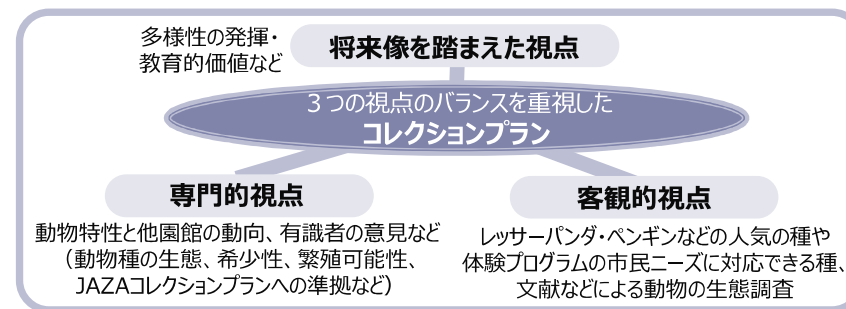 多様性の発揮・
教育的価値など
将来像を踏まえた視点
３つの視点のバランスを重視した
コレクションプラン
専門的視点
動物特性と他園館の動向、有識者の意見など
（動物種の生態、希少性、繁殖可能性、
JAZAコレクションプランへの準拠など）
客観的視点
レッサーパンダ・ペンギンなどの人気の種や
体験プログラムの市民ニーズに対応できる種、
文献などによる動物の生態調査